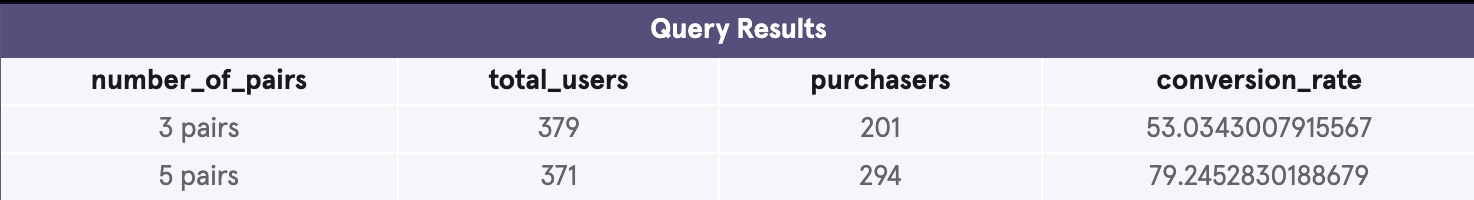 Query Results
number_of_pairs total_users purchasers conversion_rate
3 pairs 379 201 53.0343007915567
5 pairs 371 294 79.2452830188679